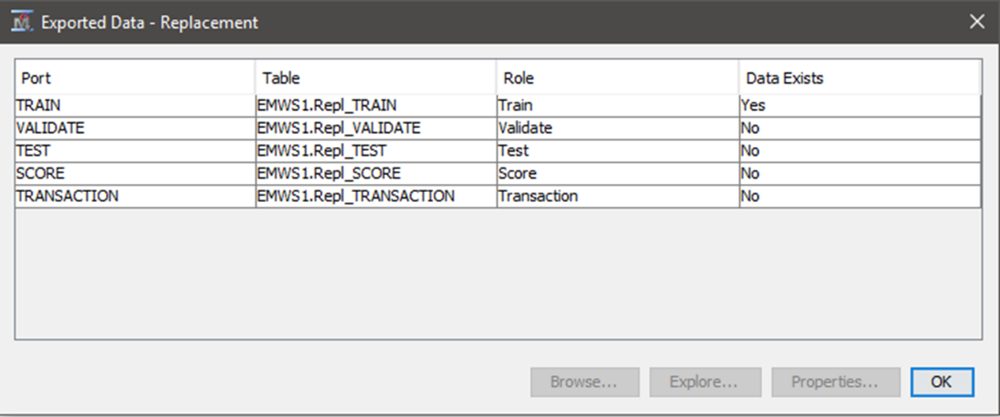 Exported Data - Replacement
Port Table Role Data Exists
TRAIN EMWS1.Repl_TRAIN Train Yes
VALIDATE EMWS1.Repl_VALIDATE Validate No
TEST EMWS1.Repl_TEST Test No
SCORE EMWS1.Repl_SCORE Score No
TRANSACTION EMWS1.Repl_TRANSACTION Transaction No
Browse... Explore... Properties... OK